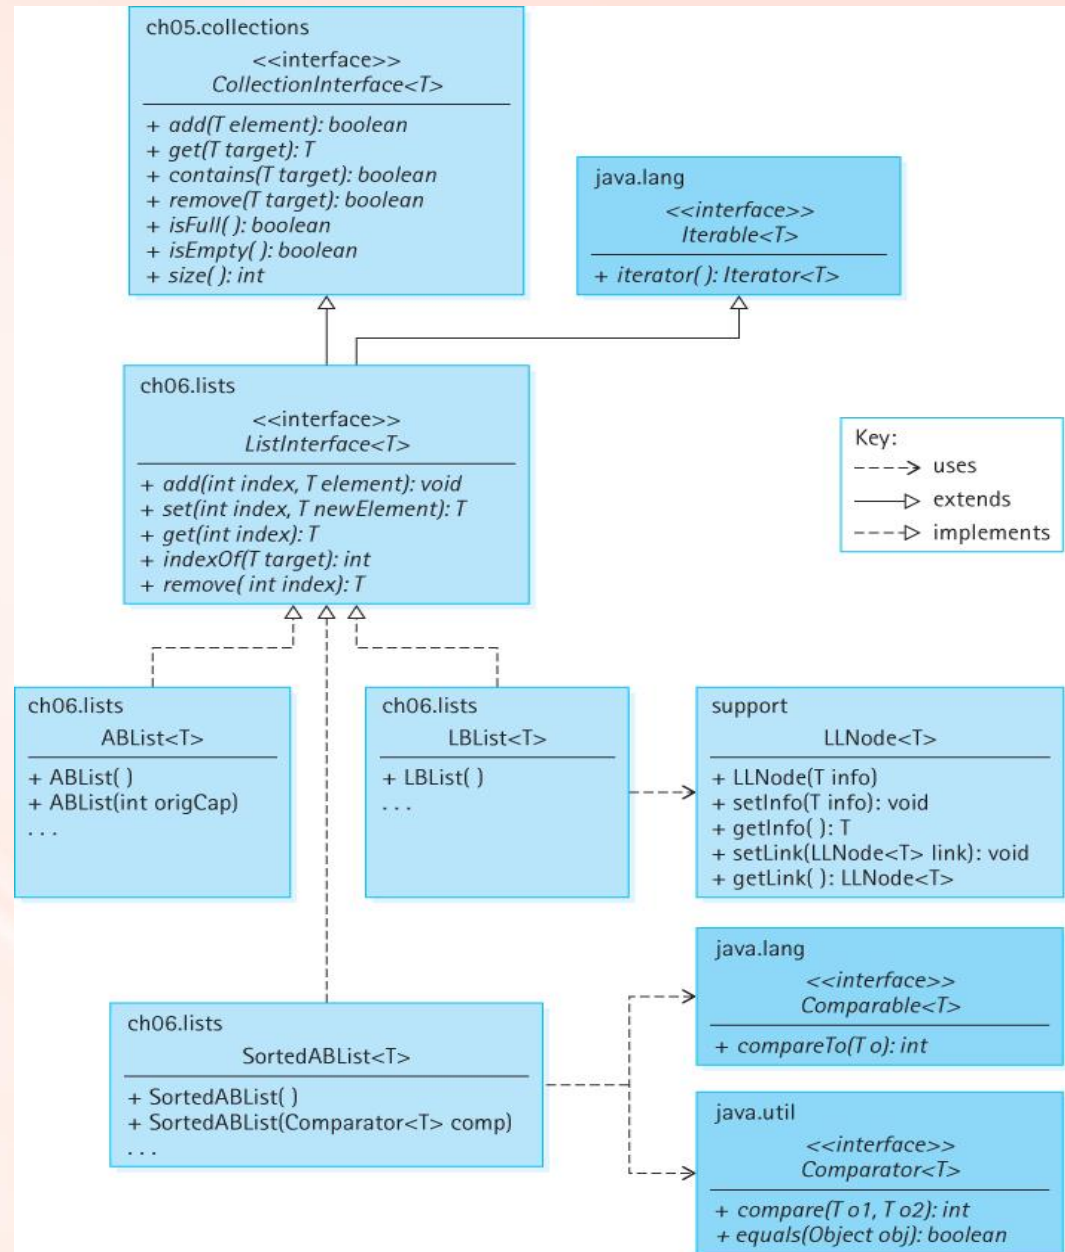 ch05.collections
<<interface>>
CollectionInterface<T>
+ add(T element): boolean
+ get(T target): T
+ contains(T target): boolean
+ remove(T target): boolean
+ isFull( ): boolean
+ isEmpty( ): boolean
+ size( ): int
java.lang
<<interface>>
Iterable<T>
+ iterator( ): Iterator<T>
ch06.lists
<<interface>>
ListInterface<T>
+ add(int index, T element): void
+ set(int index, T newElement): T
+ get(int index): T
+ indexOf(T target): int
+ remove( int index): T
Key:
uses
extends
implements
ch06.lists
ABList<T>
+ ABList( )
+ ABList(int origCap)
. . .
ch06.lists
LBList<T>
+ LBList( )
. . .
support
LLNode<T>
+ LLNode(T info)
+ setInfo(T info): void
+ getInfo( ): T
+ setLink(LLNode<T> link): void
+ getLink( ): LLNode<T>
ch06.lists
SortedABList<T>
+ SortedABList( )
+ SortedABList(Comparator<T> comp)
. . .
java.lang
<<interface>>
Comparable<T>
+ compareTo(T o): int
java.util
<<interface>>
Comparator<T>
+ compare(T o1, T o2): int
+ equals(Object obj): boolean